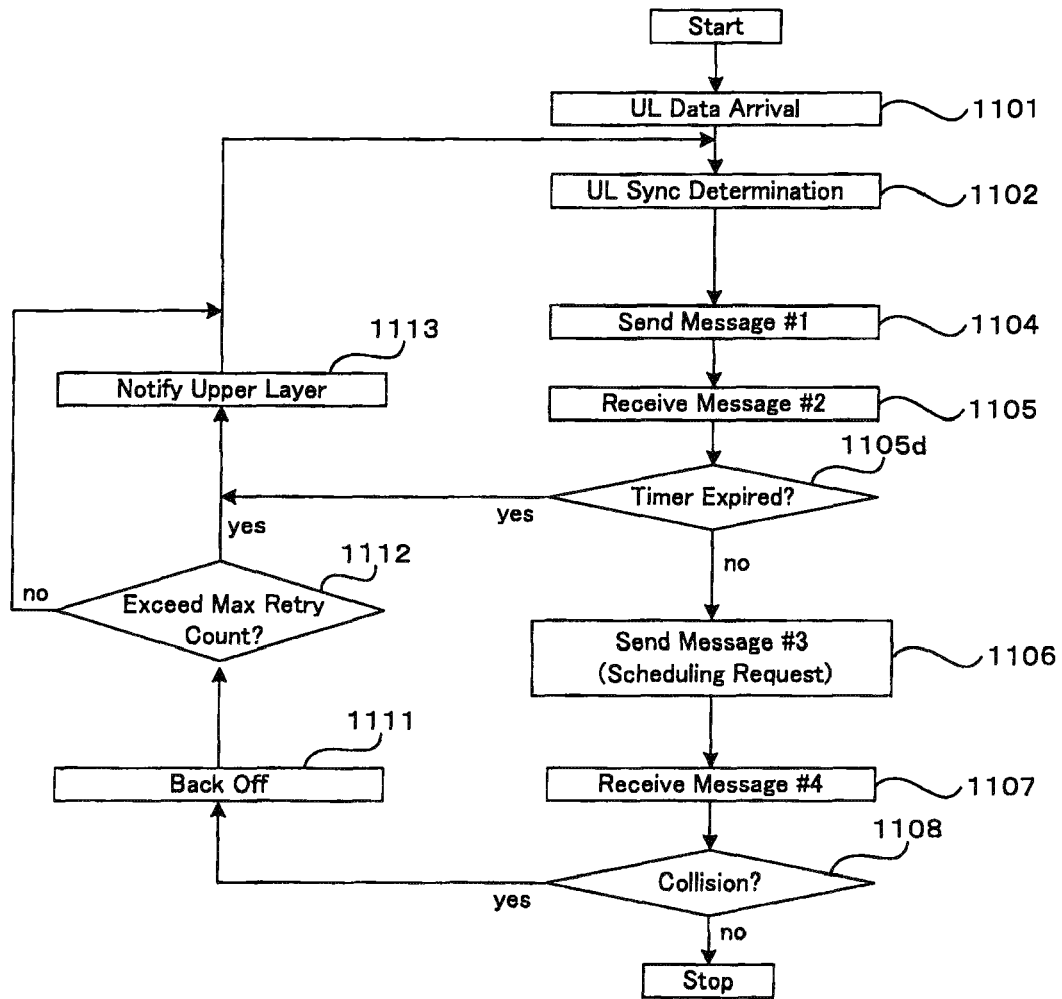 Start
UL Data Arrival
1101
UL Sync Determination
1102
Send Message #1
1104
1113
Notify Upper Layer
Receive Message #2
1105
1105d
Timer Expired?
yes
no
yes
1112
no
Exceed Max Retry
Count?
Send Message #3
(Scheduling Request)
1106
1111
Back Off
Receive Message #4
1107
1108
Collision?
yes
no
Stop